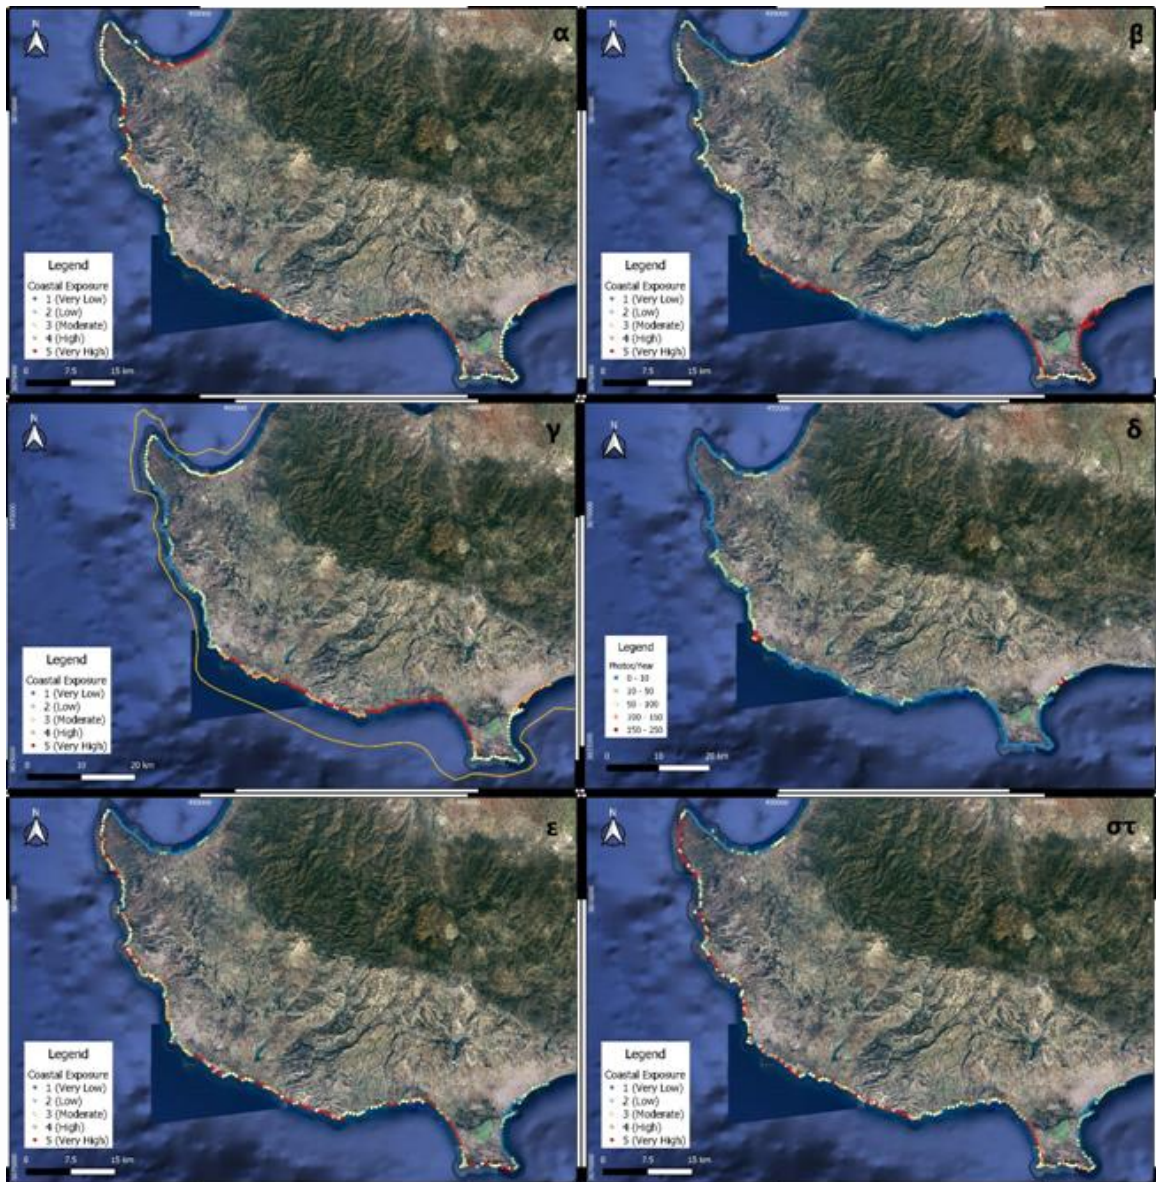 α
N
Legend
Coastal Exposure
1 (Very Low)
2 (Low)
3 (Moderate)
4 (High)
5 (Very High)
0 7.5 15 km
β
N
Legend
Coastal Exposure
1 (Very Low)
2 (Low)
3 (Moderate)
4 (High)
5 (Very High)
0 7.5 15 km
γ
N
Legend
Coastal Exposure
1 (Very Low)
2 (Low)
3 (Moderate)
4 (High)
5 (Very High)
0 10 20 km
δ
N
Legend
Photos/Year
0 - 10
10 - 50
50 - 100
100 - 150
150 - 250
0 10 20 km
ε
N
Legend
Coastal Exposure
1 (Very Low)
2 (Low)
3 (Moderate)
4 (High)
5 (Very High)
0 7.5 15 km
στ
N
Legend
Coastal Exposure
1 (Very Low)
2 (Low)
3 (Moderate)
4 (High)
5 (Very High)
0 7.5 15 km